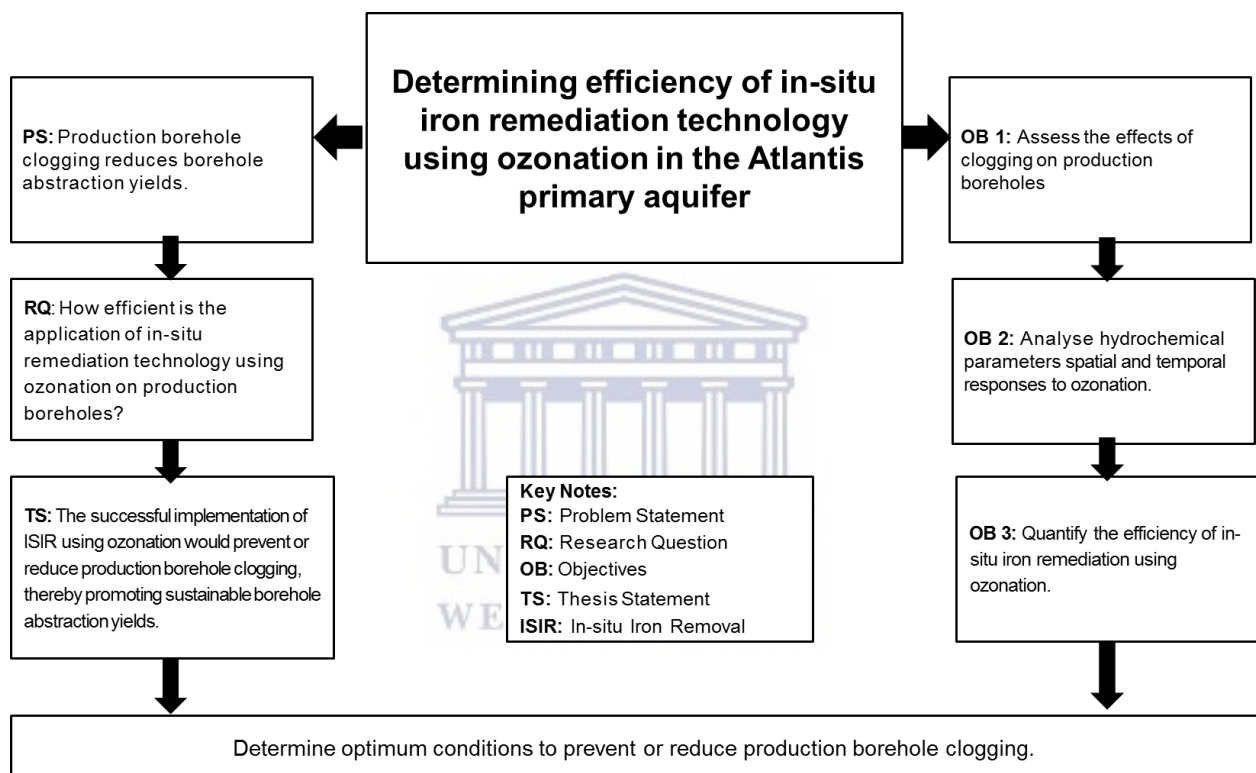 Determining efficiency of in-situ
iron remediation technology
using ozonation in the Atlantis
primary aquifer
PS: Production borehole
clogging reduces borehole
abstraction yields.
RQ: How efficient is the
application of in-situ
remediation technology using
ozonation on production
boreholes?
TS: The successful implementation of
ISIR using ozonation would prevent or
reduce production borehole clogging,
thereby promoting sustainable borehole
abstraction yields.
OB 1: Assess the effects of
clogging on production
boreholes
OB 2: Analyse hydrochemical
parameters spatial and temporal
responses to ozonation.
OB 3: Quantify the efficiency of in-
situ iron remediation using
ozonation.
Key Notes:
PS: Problem Statement
RQ: Research Question
OB: Objectives
TS: Thesis Statement
ISIR: In-situ Iron Removal
UN
WE
Determine optimum conditions to prevent or reduce production borehole clogging.